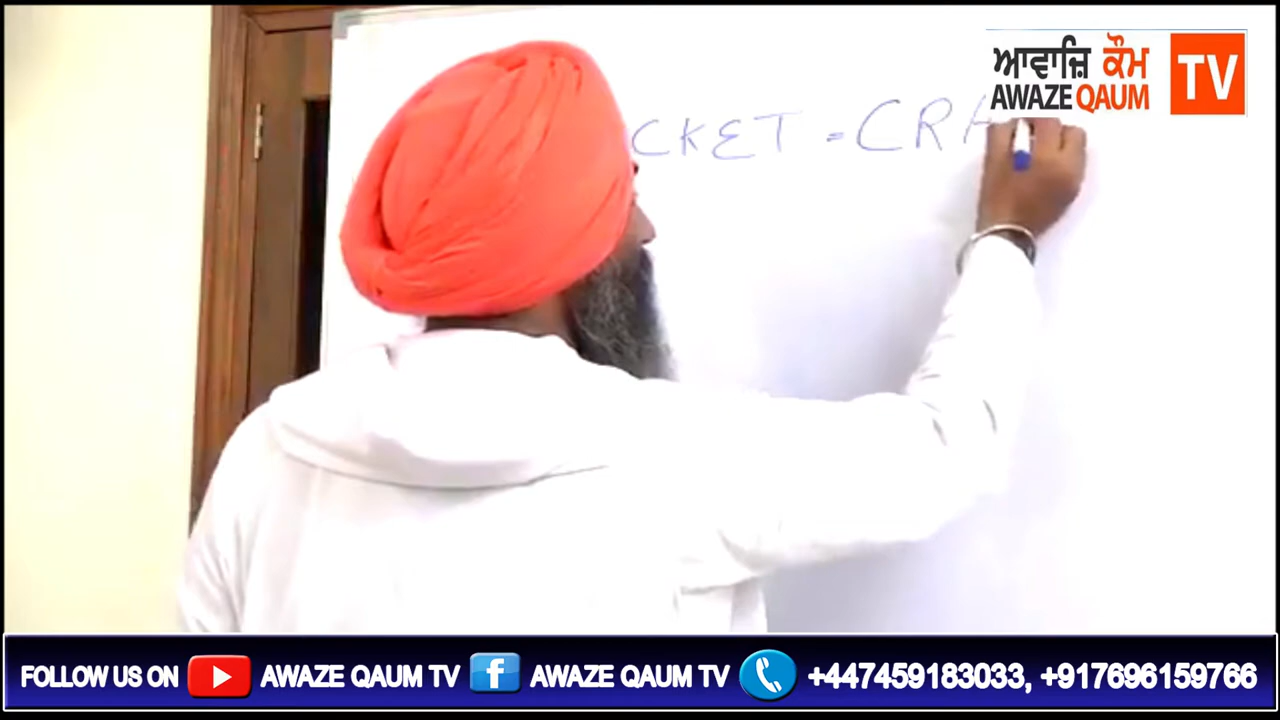 ਆਵਾਜ਼ਿ ਕੌਮ TV
AWAZE QAUM
CKET = CRA
FOLLOW US ON AWAZE QAUM TV AWAZE QAUM TV +447459183033, +917696159766